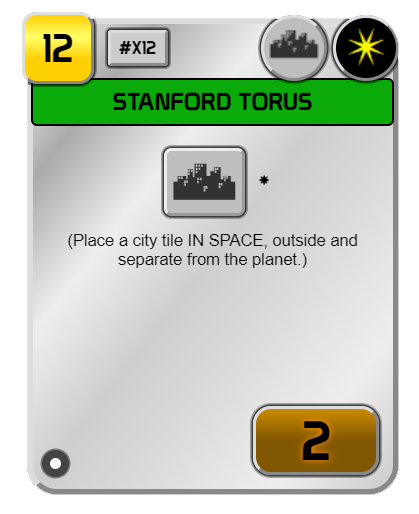 12
#X12
STANFORD TORUS
*
(Place a city tile IN SPACE, outside and
separate from the planet.)
2